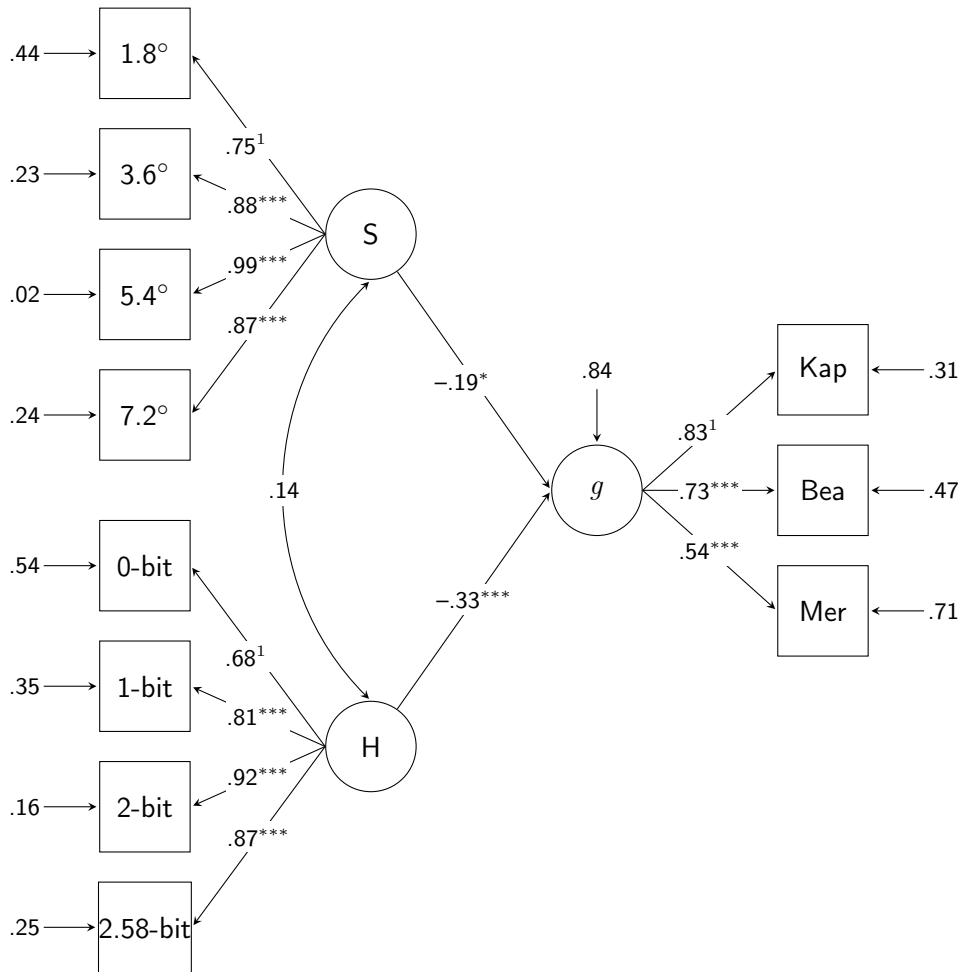 .44 1.8°
.75¹
.23 3.6°
.88***
S
.99***
.02 5.4°
.87***
.24 7.2°
–.19*
.84
Kap .31
.83¹
.14
g
.73***
Bea .47
.54***
.54 0-bit
–.33***
Mer .71
.68¹
.35 1-bit
.81***
H
.92***
.16 2-bit
.87***
.25 2.58-bit